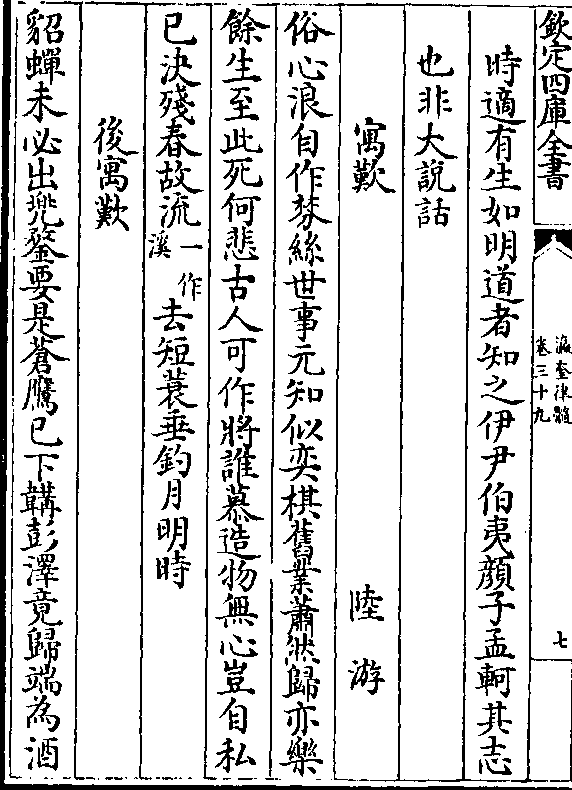 欽定四庫全書
瀛奎律髓
卷三十九
七
時適有生如明道者知之伊尹伯夷顏子孟軻其志
也非大說話
寓歎 陸游
俗心浪自作棼絲世事元知似奕棋舊業蕭然歸亦樂
餘生至此死何悲古人可作將誰慕造物無心豈自私
已決殘春故流一作溪去短蓑垂釣月明時
後寓歎
貂蟬未必出兜鍪要是蒼鷹已下韝彭澤竟歸端為酒